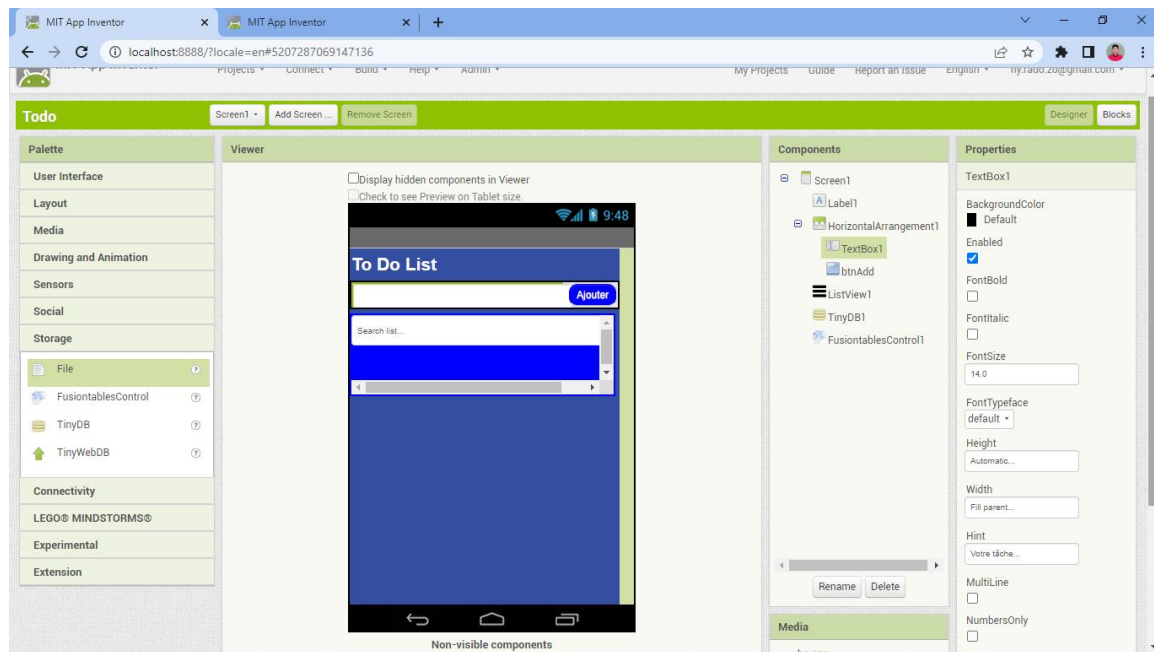 MIT App Inventor
MIT App Inventor
localhost:8888/?locale=en#5207287069147136
Projects Connect Build Help Admin My Projects Guide Report an Issue English ny.rado.zo@gmail.com
Todo Screen1 Add Screen ... Remove Screen Designer Blocks
Palette
User Interface
Layout
Media
Drawing and Animation
Sensors
Social
Storage
File
FusiontablesControl
TinyDB
TinyWebDB
Connectivity
LEGO® MINDSTORMS®
Experimental
Extension
Viewer
Display hidden components in Viewer
Check to see Preview on Tablet size.
9:48
To Do List
Ajouter
Search list...
Non-visible components
Components
Screen1
Label1
HorizontalArrangement1
TextBox1
btnAdd
ListView1
TinyDB1
FusiontablesControl1
Rename Delete
Media
Properties
TextBox1
BackgroundColor
Default
Enabled
FontBold
FontItalic
FontSize
14.0
FontTypeface
default
Height
Automatic...
Width
Fill parent...
Hint
Votre tâche...
MultiLine
NumbersOnly